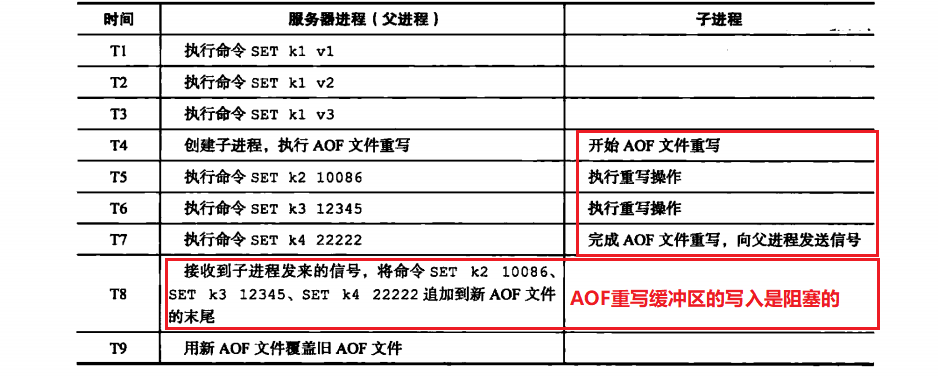 时间 服务器进程（父进程） 子进程
T1 执行命令 SET k1 v1
T2 执行命令 SET k1 v2
T3 执行命令 SET k1 v3
T4 创建子进程，执行 AOF 文件重写 开始 AOF 文件重写
T5 执行命令 SET k2 10086 执行重写操作
T6 执行命令 SET k3 12345 执行重写操作
T7 执行命令 SET k4 22222 完成 AOF 文件重写，向父进程发送信号
接收到子进程发来的信号，将命令 SET k2 10086、
T8 SET k3 12345、SET k4 22222 追加到新 AOF 文件 AOF重写缓冲区的写入是阻塞的
的末尾
T9 用新 AOF 文件覆盖旧 AOF 文件